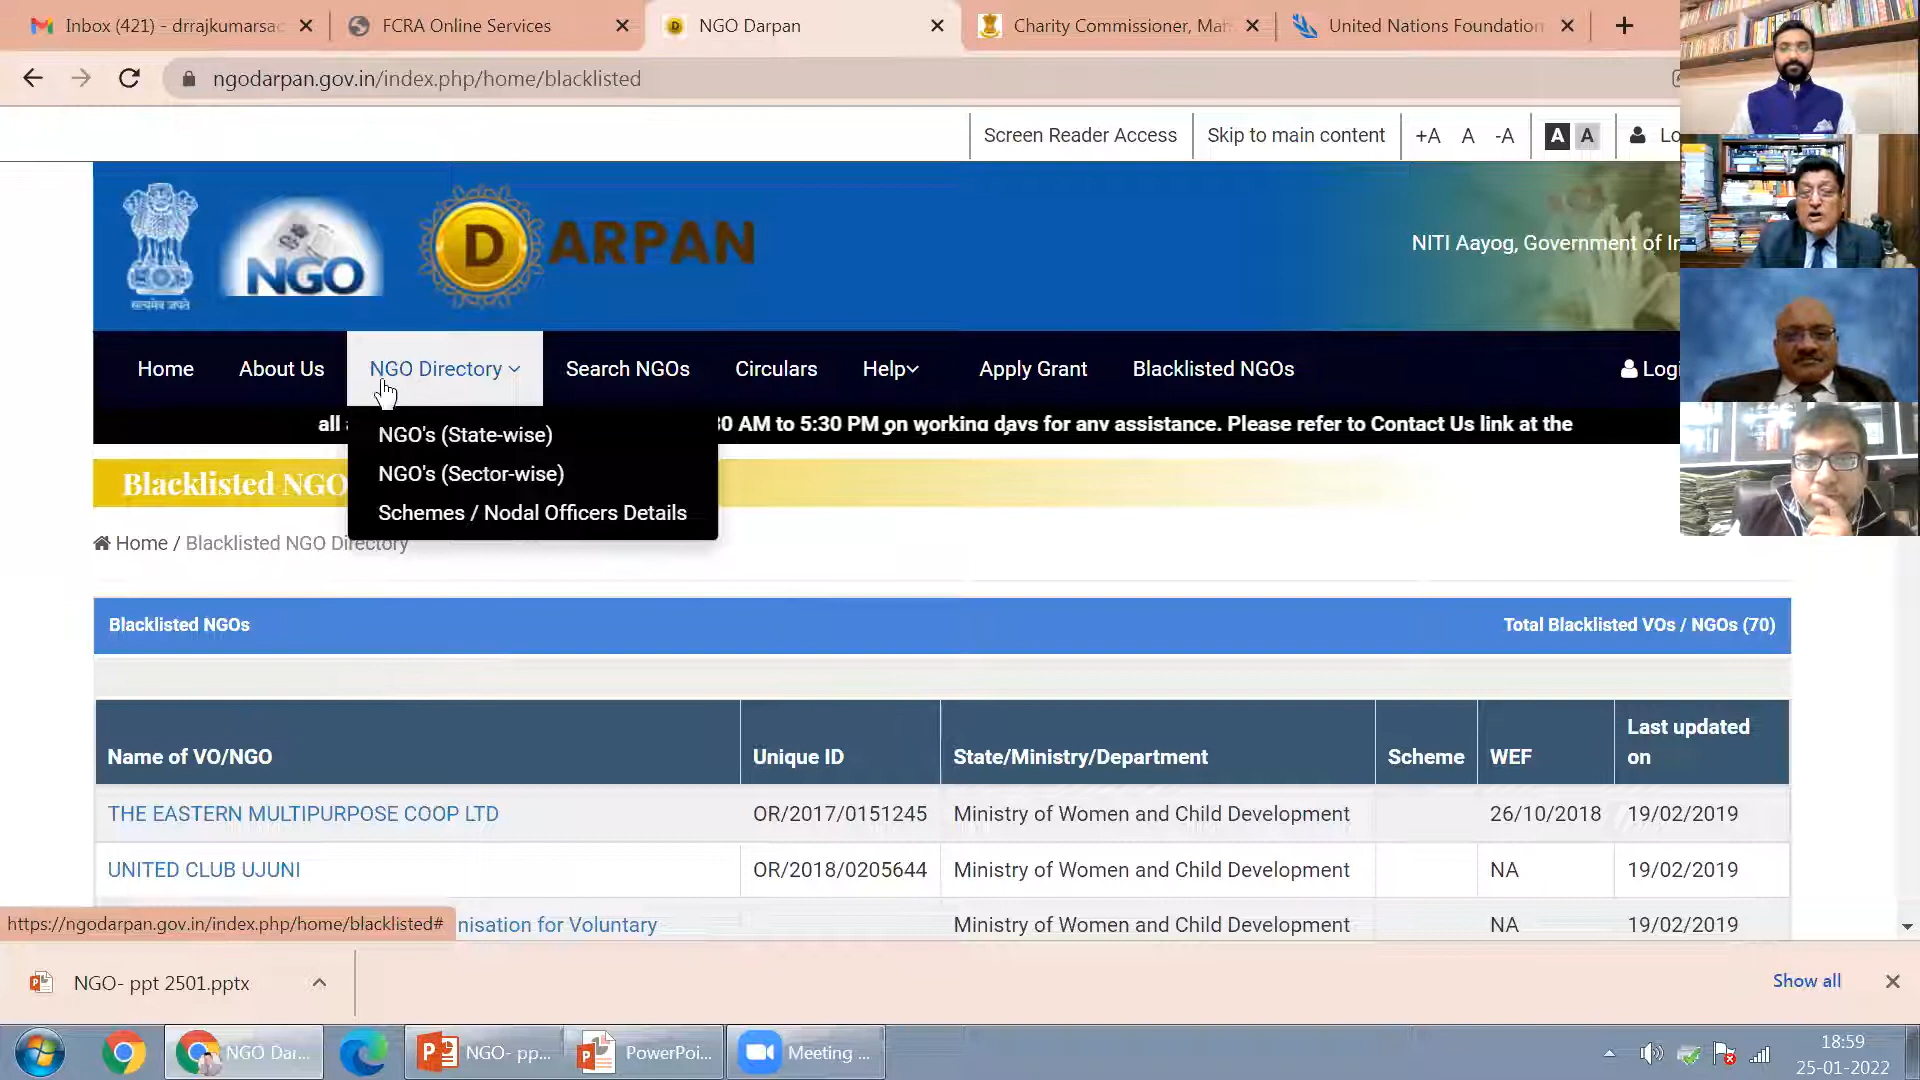 Inbox (421) - drrajkumarsac
FCRA Online Services
NGO Darpan
Charity Commissioner, Mah
United Nations Foundation
ngodarpan.gov.in/index.php/home/blacklisted
Screen Reader Access
Skip to main content
+A A -A
A A
Lo
सत्यमेव जयते
NGO
D
ARPAN
NITI Aayog, Government of In
Home
About Us
NGO Directory
Search NGOs
Circulars
Help
Apply Grant
Blacklisted NGOs
Logi
all
30 AM to 5:30 PM on working days for any assistance. Please refer to Contact Us link at the
NGO's (State-wise)
NGO's (Sector-wise)
Schemes / Nodal Officers Details
Blacklisted NGO
Home / Blacklisted NGO Directory
Blacklisted NGOs
Total Blacklisted VOs / NGOs (70)
Name of VO/NGO
Unique ID
State/Ministry/Department
Scheme
WEF
Last updated
on
THE EASTERN MULTIPURPOSE COOP LTD
OR/2017/0151245
Ministry of Women and Child Development
26/10/2018
19/02/2019
UNITED CLUB UJUNI
OR/2018/0205644
Ministry of Women and Child Development
NA
19/02/2019
nisation for Voluntary
Ministry of Women and Child Development
NA
19/02/2019
https://ngodarpan.gov.in/index.php/home/blacklisted#
NGO- ppt 2501.pptx
Show all
NGO Dar...
NGO- pp...
PowerPoi...
Meeting ...
18:59
25-01-2022